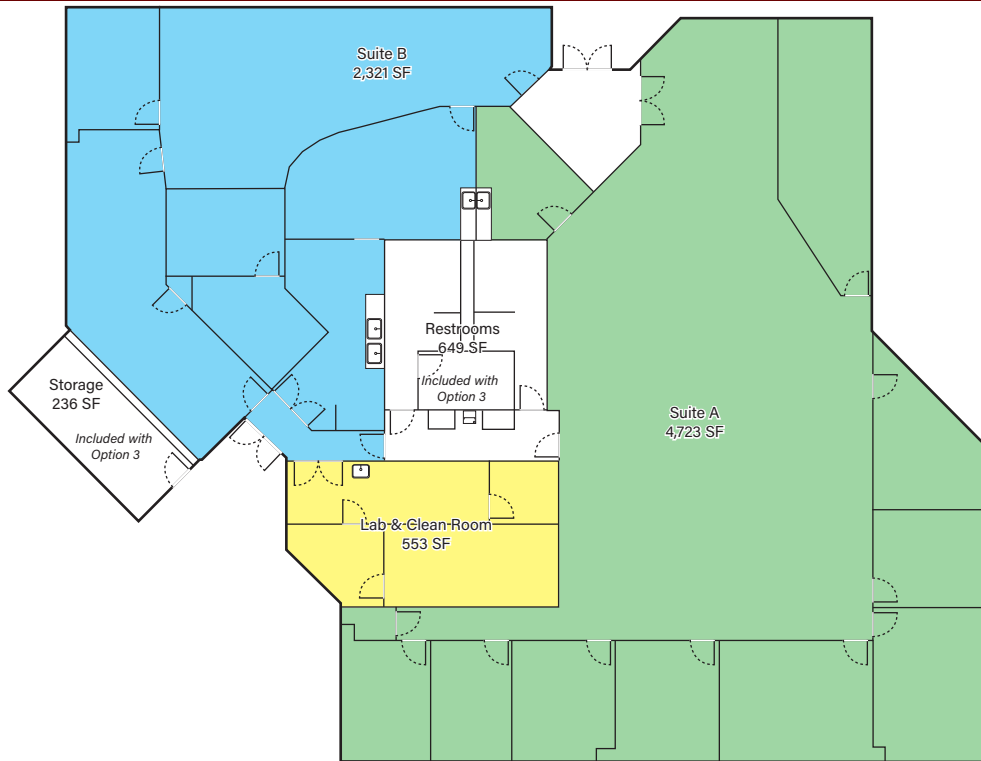 Suite B
2,321 SF
Restrooms
649 SF
Included with
Option 3
Storage
236 SF
Included with
Option 3
Suite A
4,723 SF
Lab & Clean Room
553 SF